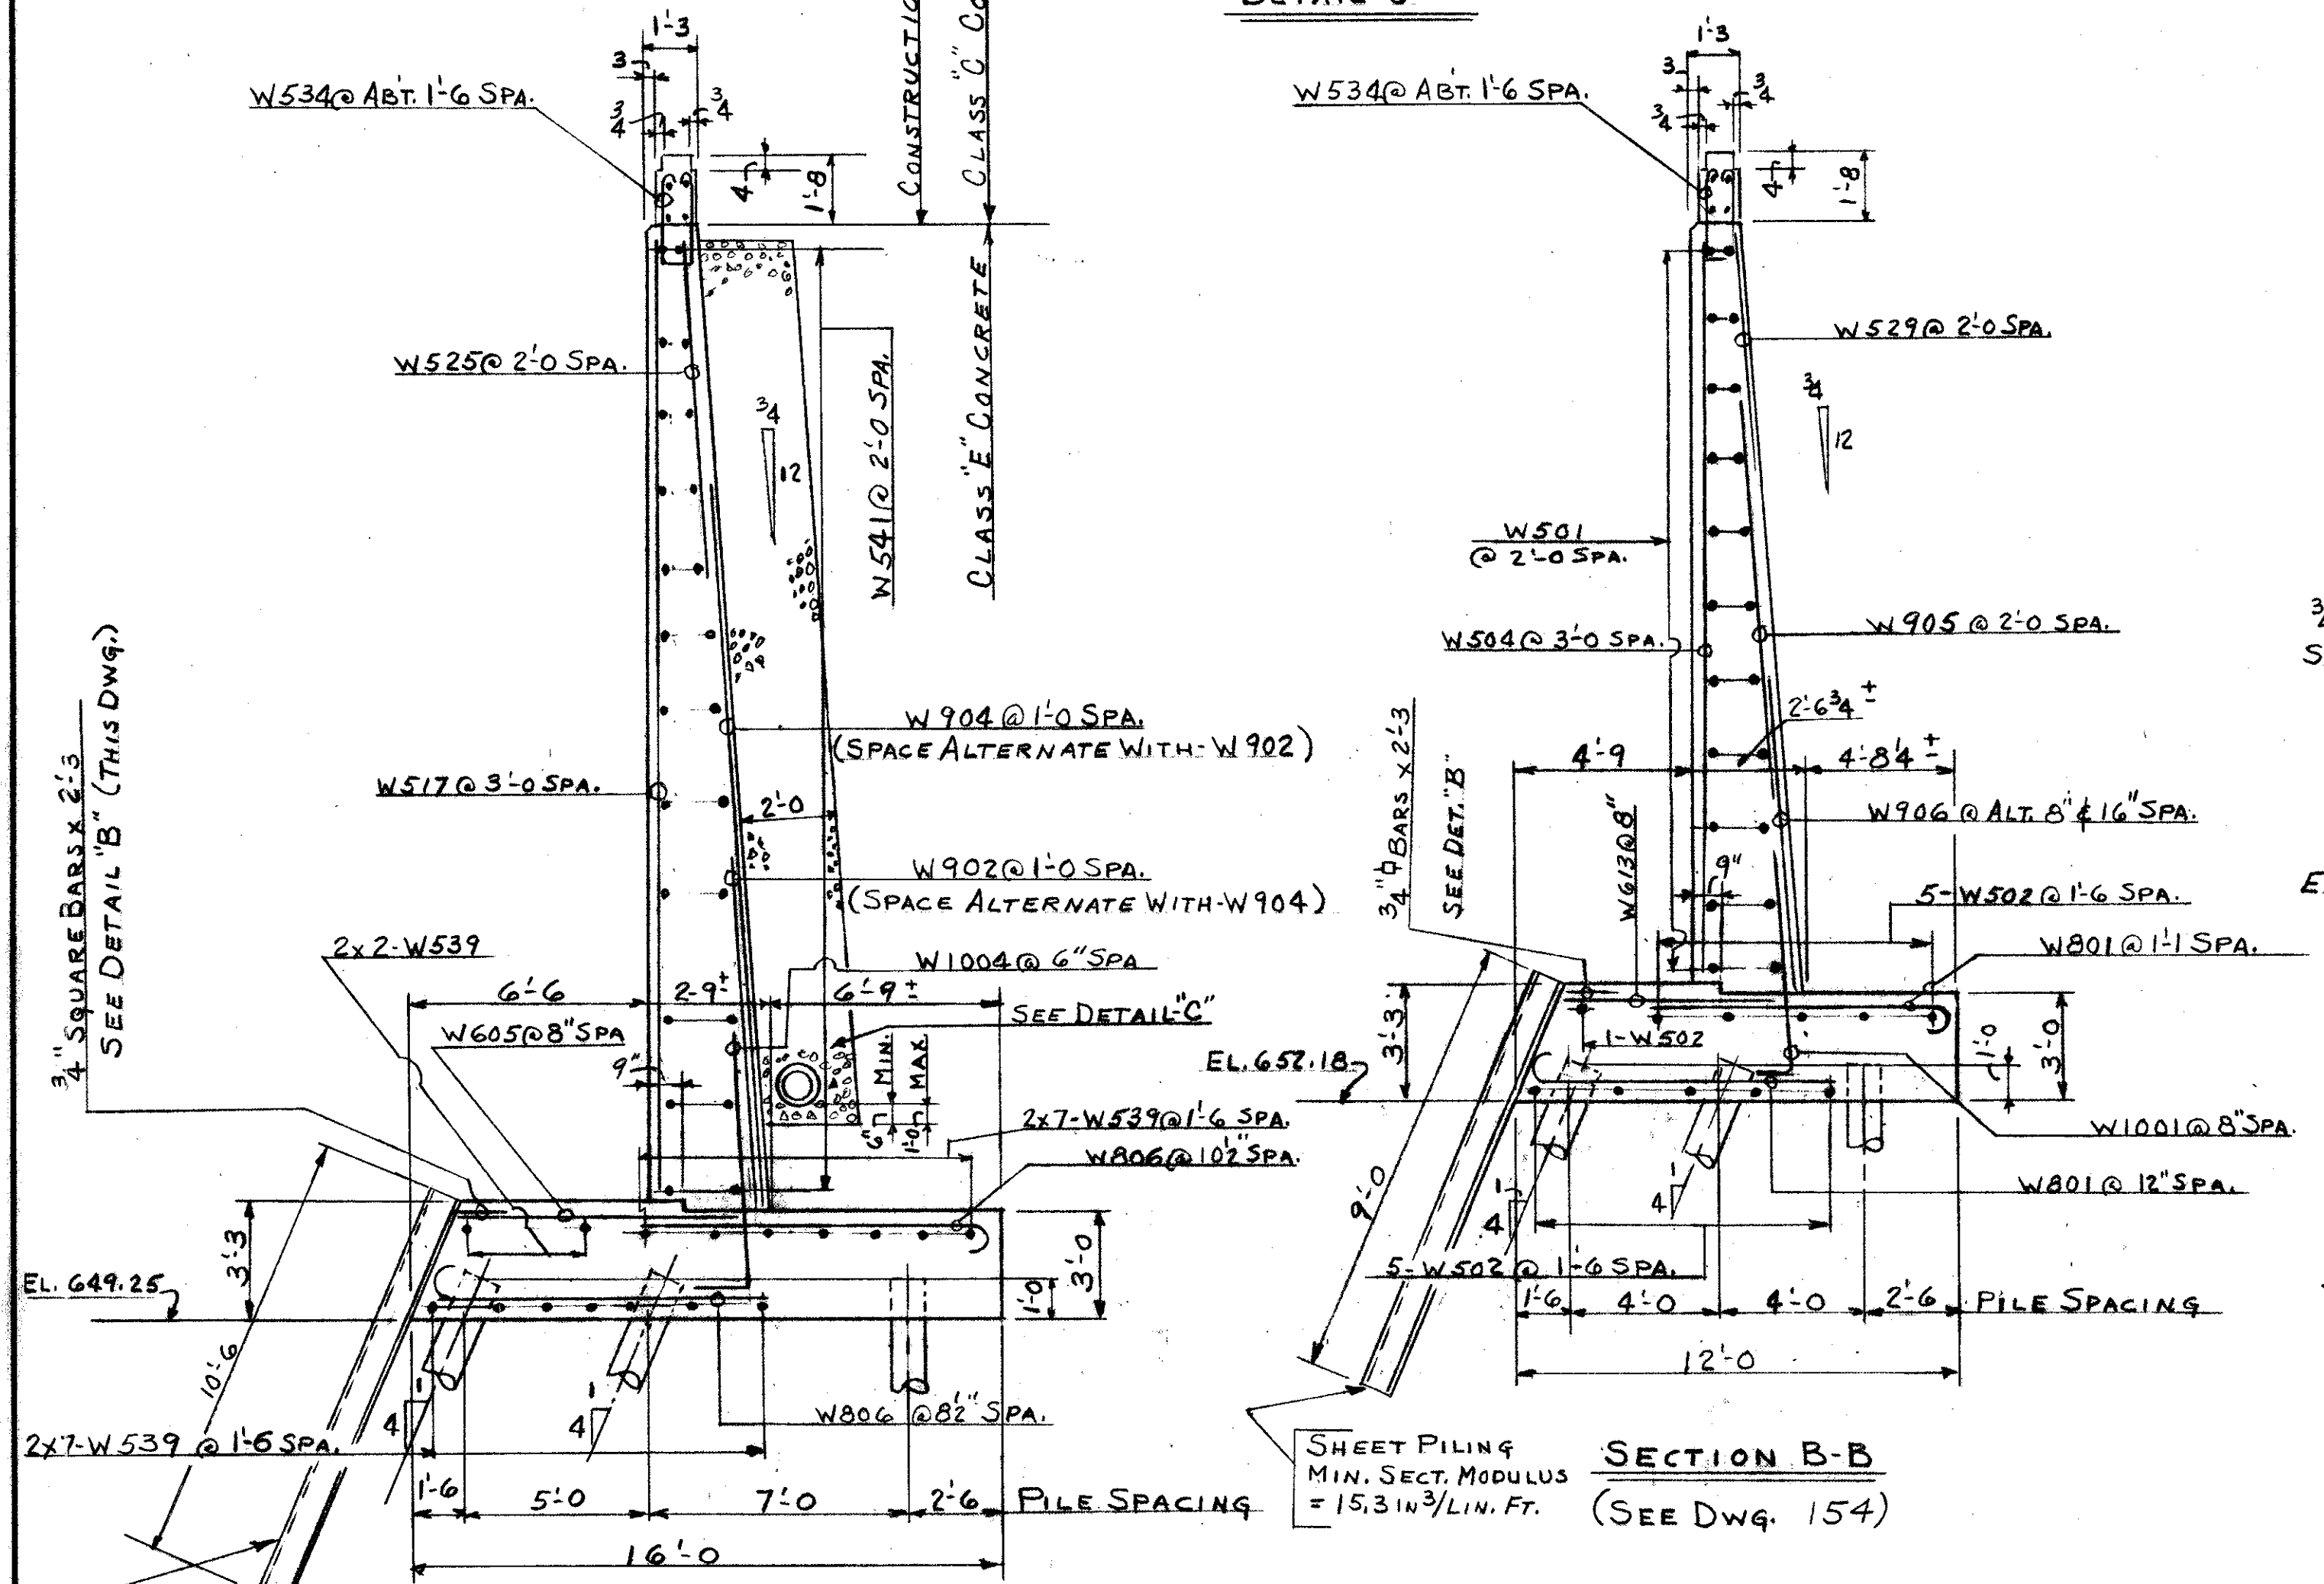 1'-3
3
3/4
3/4
W534@ ABT. 1'-6 SPA.
4
1'-8
CLASS "C"
W525@ 2'-0 SPA.
3/4
12
W541@ 2'-0 SPA.
CLASS "E" CONCRETE
3/4" SQUARE BARS x 2'-3
SEE DETAIL "B" (THIS DWG.)
W904 @ 1'-0 SPA.
(SPACE ALTERNATE WITH-W902)
W517@ 3'-0 SPA.
2'-0
W902@ 1'-0 SPA.
(SPACE ALTERNATE WITH-W904)
2x2-W539
W1004@ 6" SPA
6'-6
2-9±
6'-9±
SEE DETAIL-"C"
W605@8"SPA
9"
6" MIN.
1'-0 MAX.
2x7-W539@1'-6 SPA.
W806@10½"SPA.
3'-3
EL. 649.25
1'-0
3'-0
10'-6
1
4
1
4
W806 @8½" SPA.
2x7-W539 @ 1'-6 SPA.
1'-6
5'-0
7'-0
2'-6
PILE SPACING
16'-0
1'-3
3
3/4
3/4
W534@ ABT. 1'-6 SPA.
4
1'-8
W529@ 2'-0 SPA.
3/4
12
W501
@ 2'-0 SPA.
W504@ 3'-0 SPA.
W905 @ 2'-0 SPA.
2'-6 3/4 ±
4'-9
4'-8¼ ±
3/4" BARS x 2'-3
SEE DET. "B"
W613@8"
W906 @ ALT. 8" & 16" SPA.
9"
5-W502@ 1'-6 SPA.
W801@ 1'-1 SPA.
3'-3
1-W502
EL. 652.18
1'-0
3'-0
W1001@8"SPA.
W801@ 12"SPA.
9'-0
1
4
1
4
5-W502 @ 1'-6 SPA.
1'-6
4'-0
4'-0
2'-6
PILE SPACING
12'-0
SHEET PILING
MIN. SECT. MODULUS
= 15.3 IN³/LIN. FT.
SECTION B-B
(SEE DWG. 154)